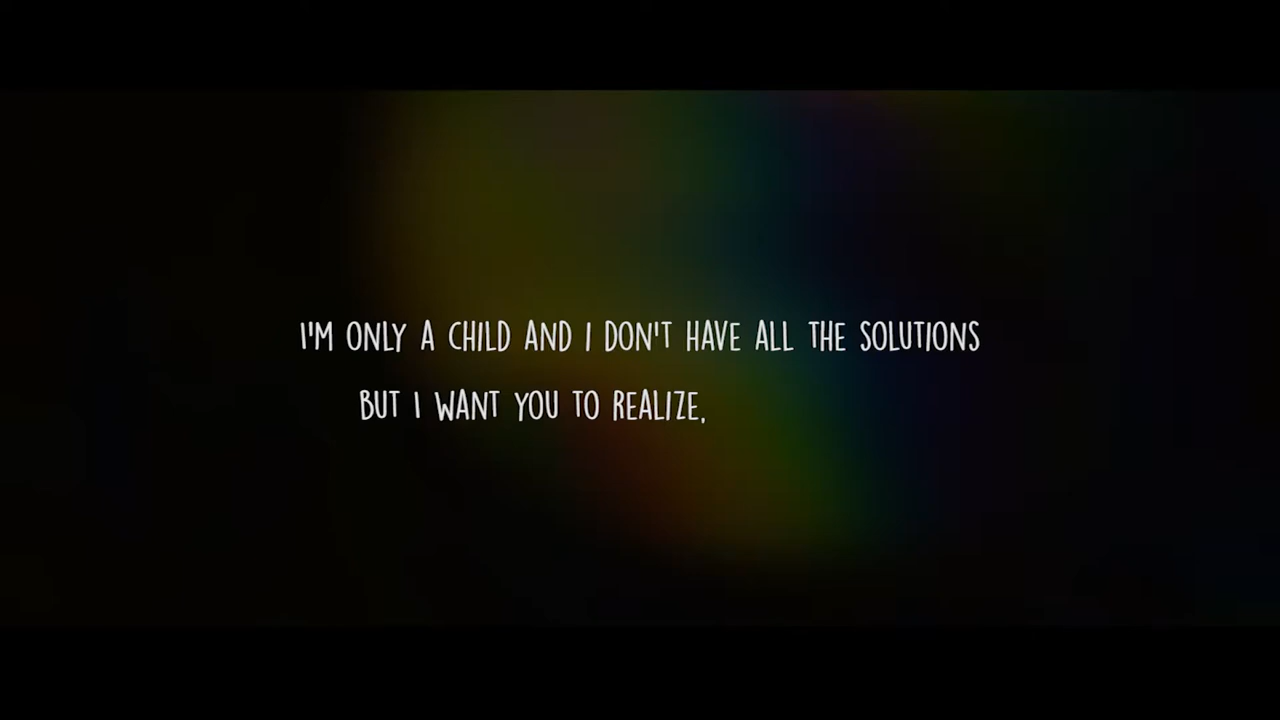 I'M ONLY A CHILD AND I DON'T HAVE ALL THE SOLUTIONS
BUT I WANT YOU TO REALIZE,